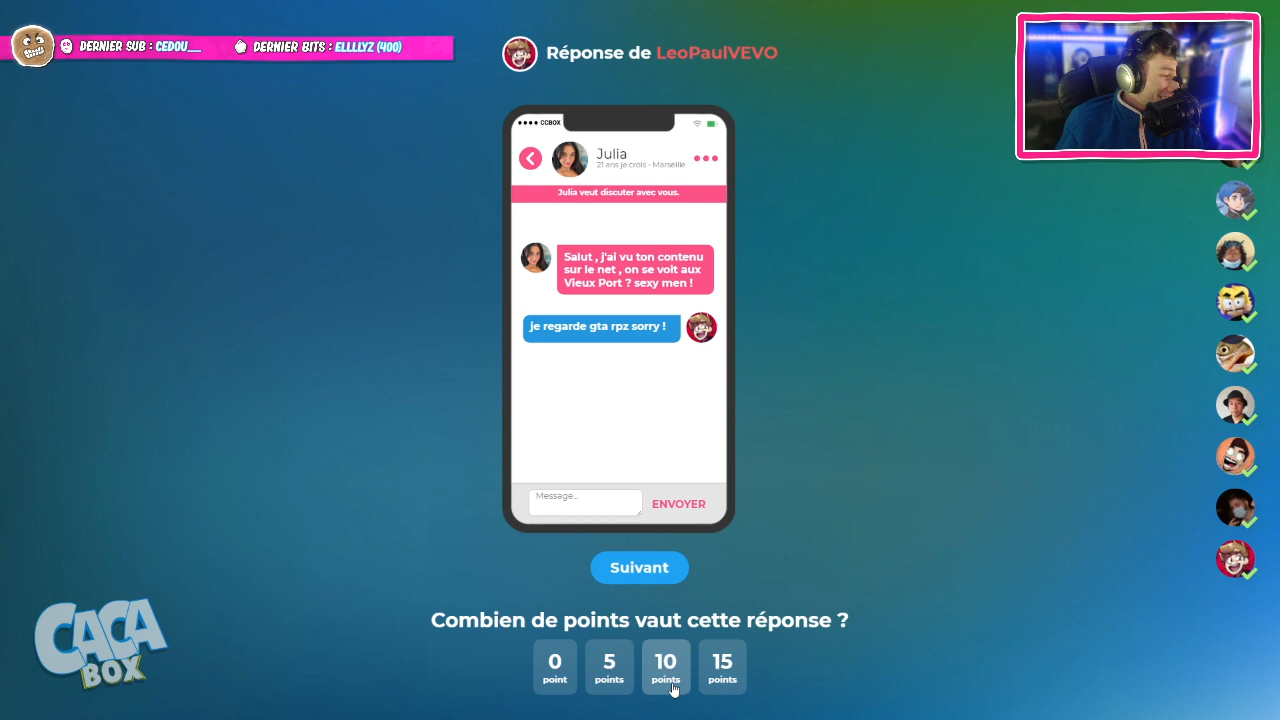 DERNIER SUB : CEDOU__ DERNIER BITS : ELLLLYZ (400)
Réponse de LeoPaulVEVO
CCBOX
Julia
21 ans je crois · Marseille
Julia veut discuter avec vous.
Salut , j'ai vu ton contenu
sur le net , on se voit aux
Vieux Port ? sexy men !
je regarde gta rpz sorry !
Message...
ENVOYER
Suivant
Combien de points vaut cette réponse ?
0 5 10 15
point points points points
CACA
BOX